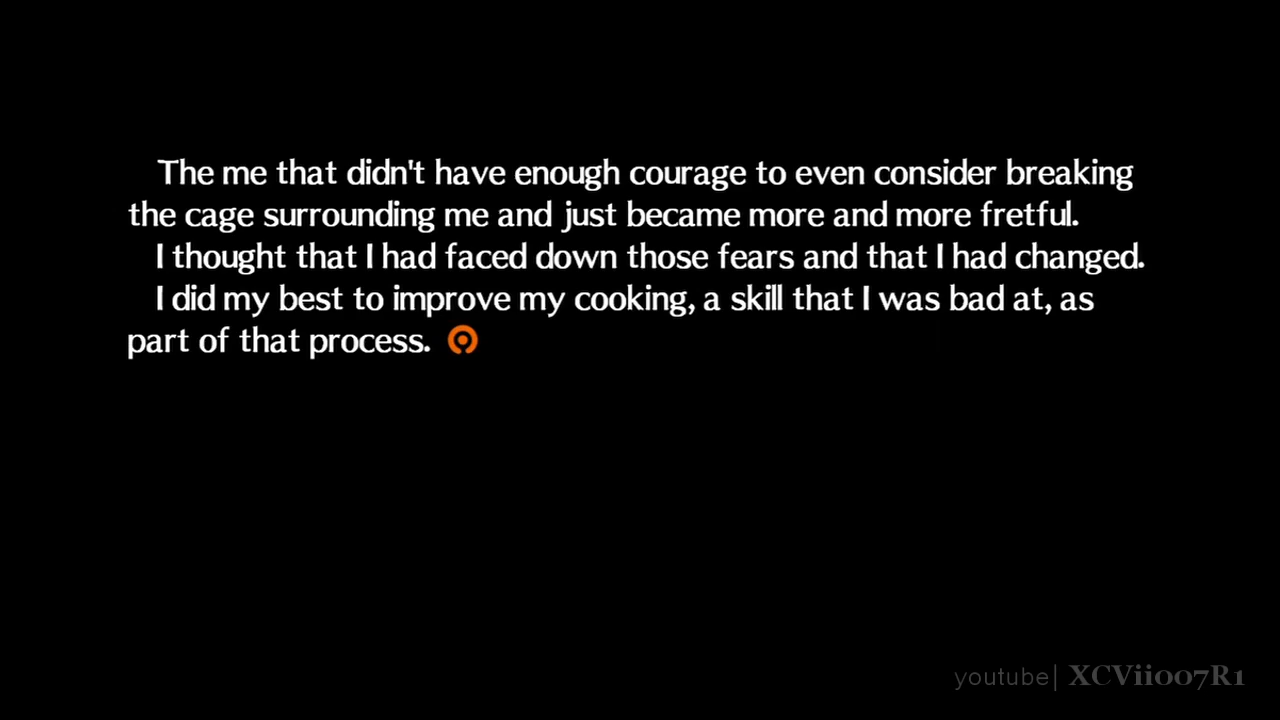 The me that didn't have enough courage to even consider breaking
the cage surrounding me and just became more and more fretful.
I thought that I had faced down those fears and that I had changed.
I did my best to improve my cooking, a skill that I was bad at, as
part of that process.
youtube| XCViioo7R1